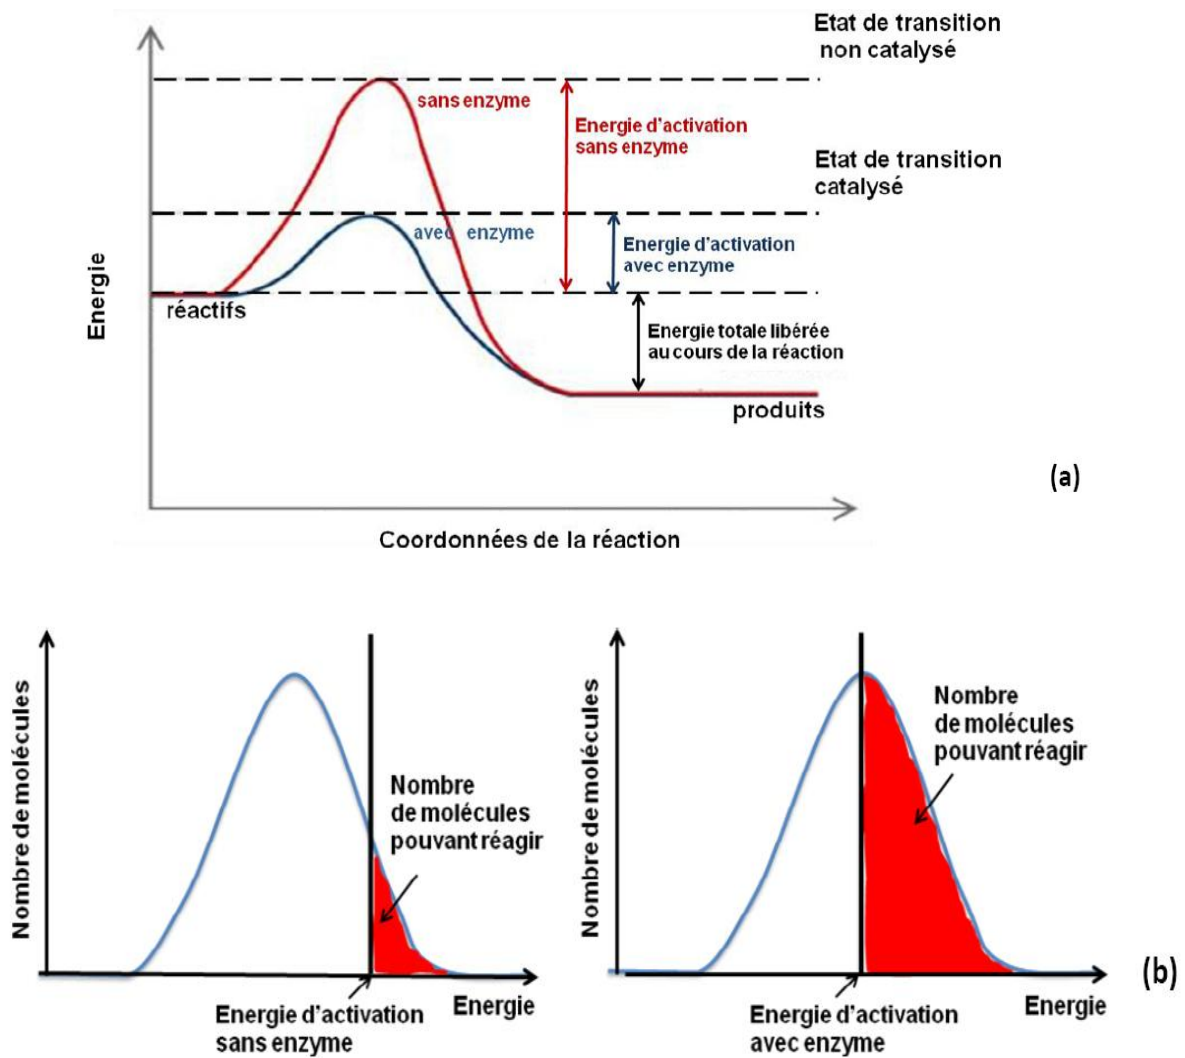 Etat de transition
non catalysé
sans enzyme
Energie d'activation
sans enzyme
Etat de transition
catalysé
avec enzyme
Energie d'activation
avec enzyme
Energie
réactifs
Energie totale libérée
au cours de la réaction
produits
(a)
Coordonnées de la réaction
Nombre de molécules
Nombre
de molécules
pouvant réagir
Energie
Energie d'activation
sans enzyme
Nombre de molécules
Nombre
de molécules
pouvant réagir
(b)
Energie
Energie d'activation
avec enzyme